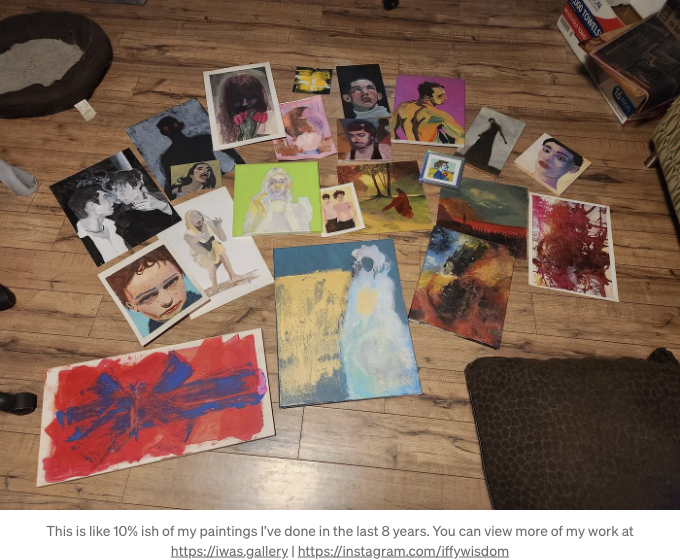 TOWELS
This is like 10% ish of my paintings I've done in the last 8 years. You can view more of my work at
https://iwas.gallery | https://instagram.com/iffywisdom